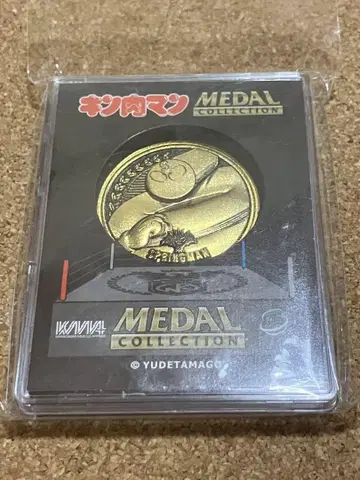 キン肉マン MEDAL
COLLECTION
SPRINGMAN
MEDAL
COLLECTION
© YUDETAMAGO